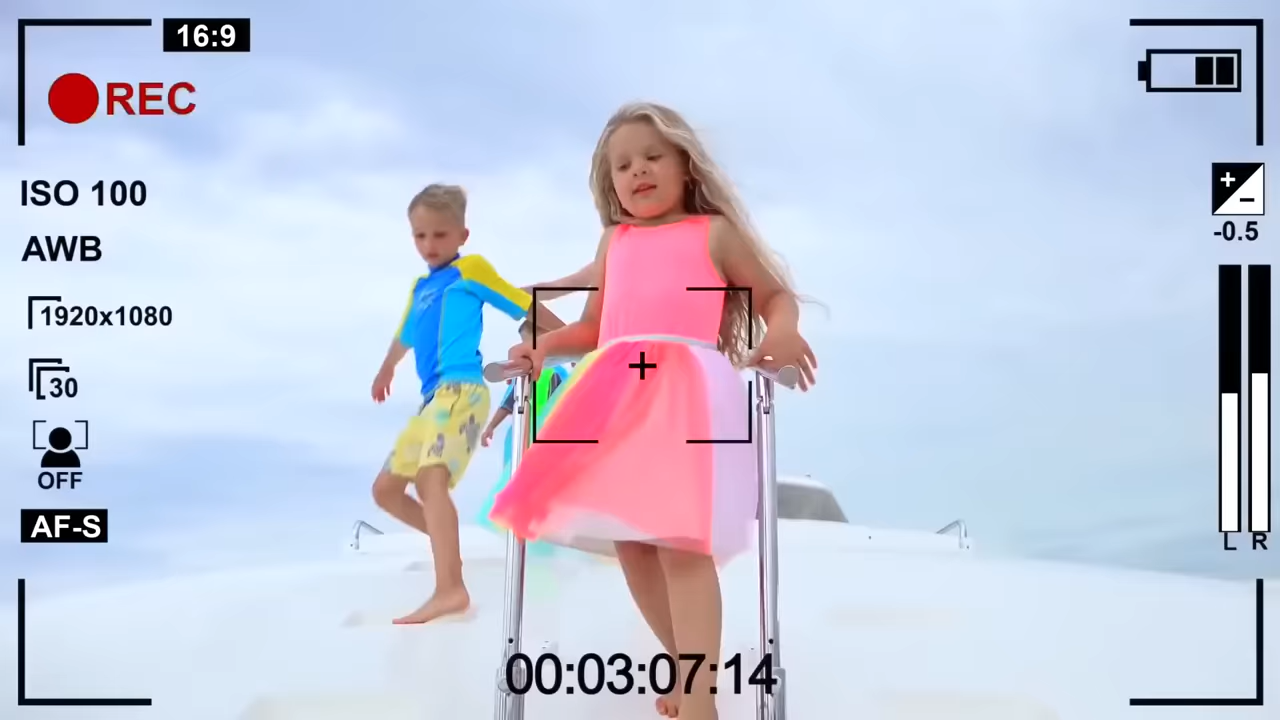 16:9
REC
ISO 100
AWB
+
-
-0.5
1920x1080
30
OFF
AF-S
L R
00:03:07:14